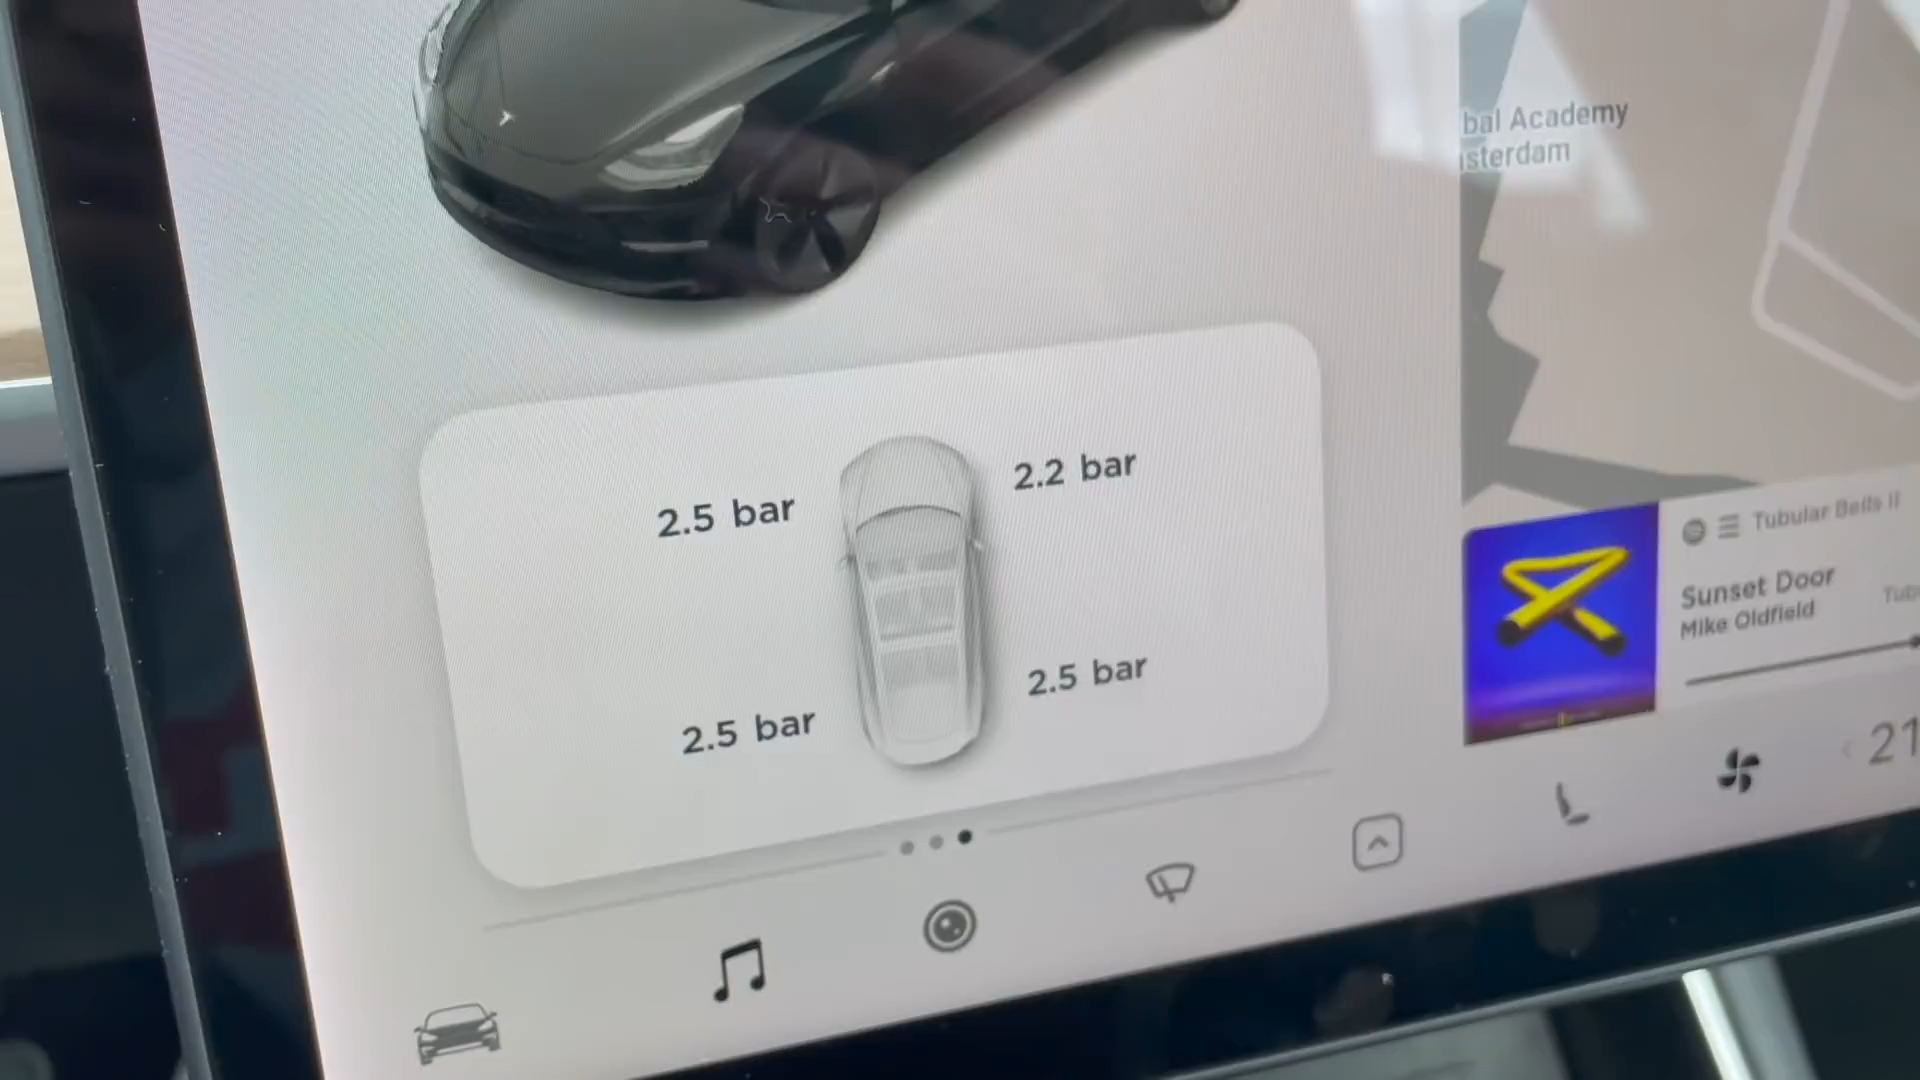 bal Academy
sterdam
2.5 bar
2.2 bar
2.5 bar
2.5 bar
Tubular Bells II
Sunset Door
Mike Oldfield
Tub
21